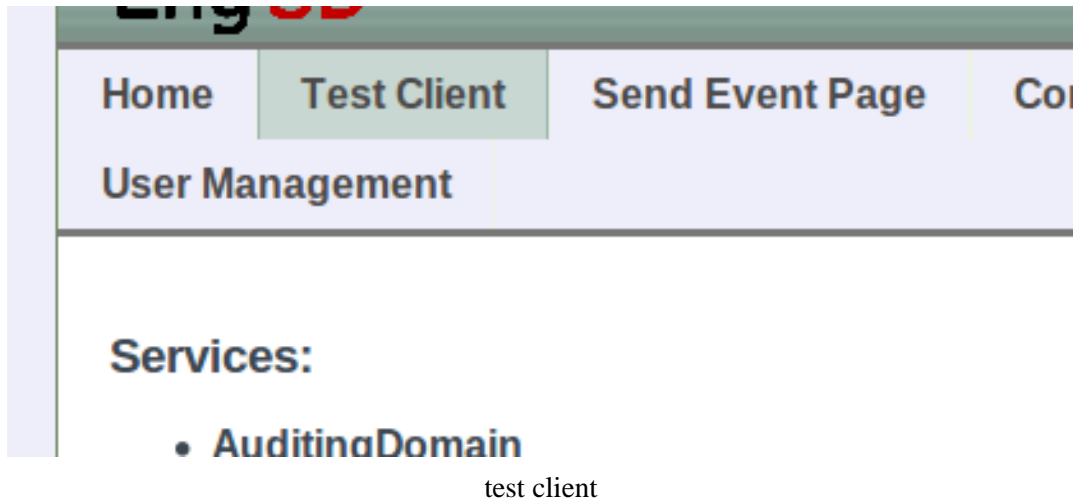 Home Test Client Send Event Page
User Management
Services:
• AuditingDomain
test client